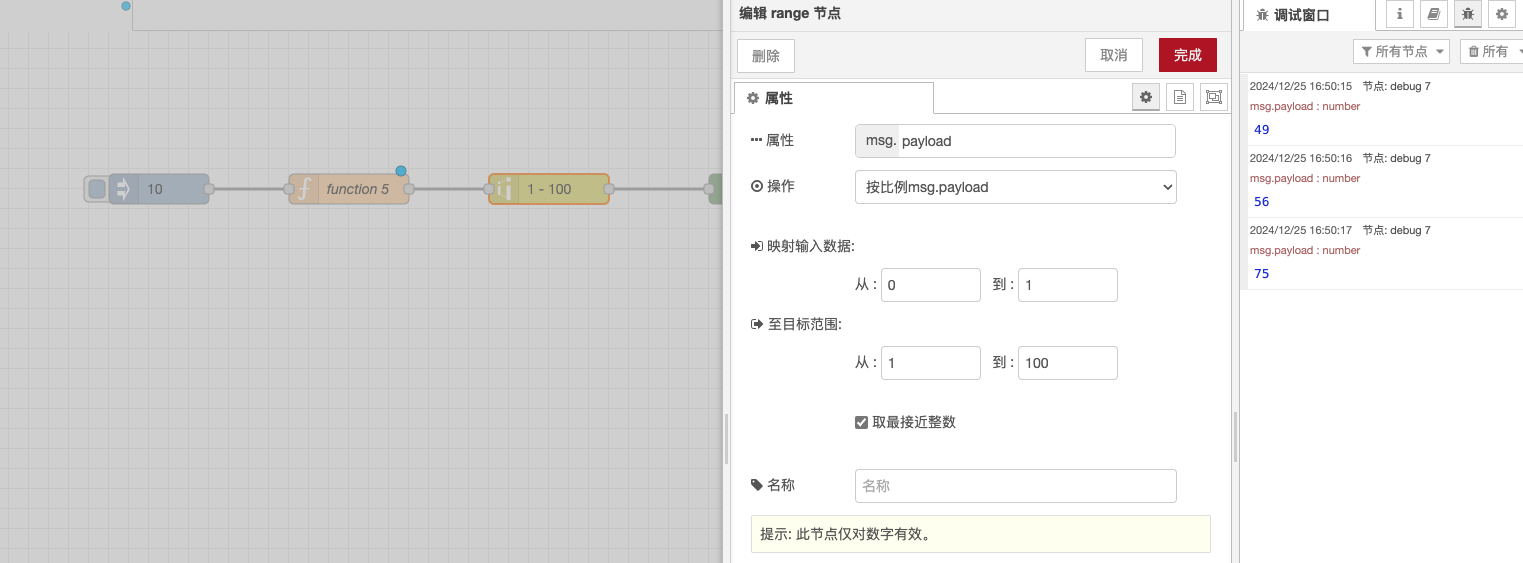 编辑 range 节点
删除
取消
完成
属性
属性
msg. payload
操作
按比例msg.payload
映射输入数据:
从 : 0 到 : 1
至目标范围:
从 : 1 到 : 100
取最接近整数
名称
名称
提示: 此节点仅对数字有效。
10
function 5
1 - 100
调试窗口
所有节点
所有
2024/12/25 16:50:15 节点: debug 7
msg.payload : number
49
2024/12/25 16:50:16 节点: debug 7
msg.payload : number
56
2024/12/25 16:50:17 节点: debug 7
msg.payload : number
75